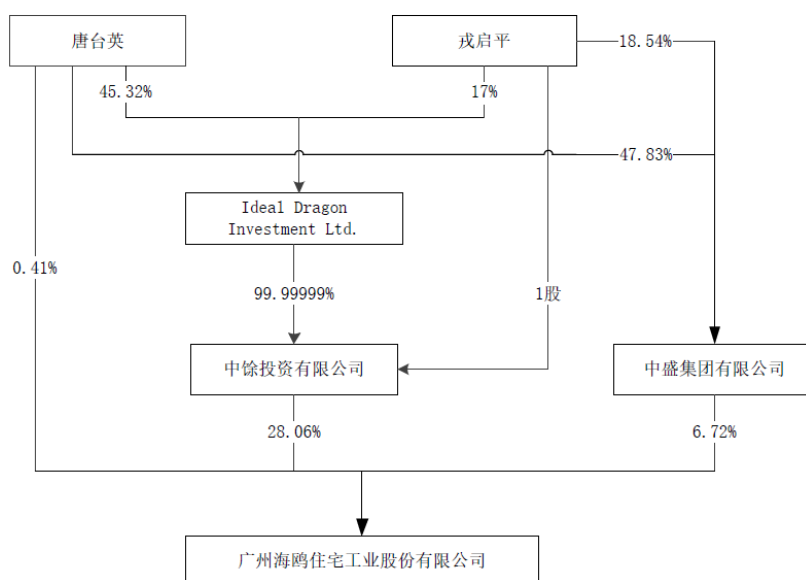 唐台英
戎启平
18.54%
45.32%
17%
47.83%
Ideal Dragon
Investment Ltd.
0.41%
99.99999%
1股
中馀投资有限公司
中盛集团有限公司
28.06%
6.72%
广州海鸥住宅工业股份有限公司